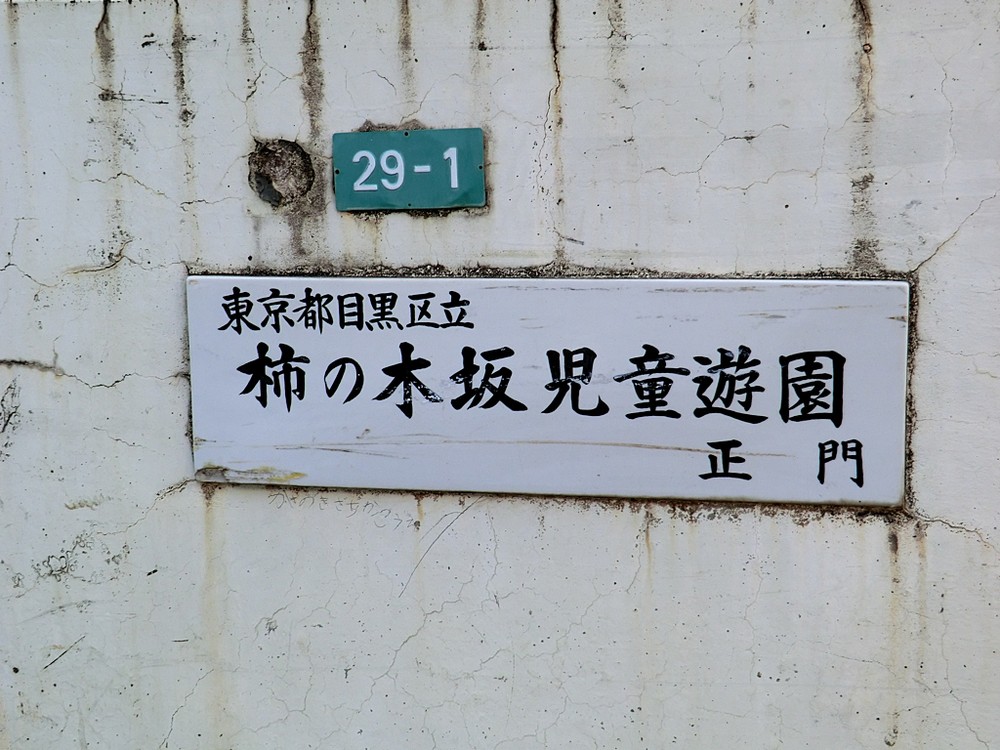 29-1
東京都目黒区立
柿の木坂児童遊園
正門